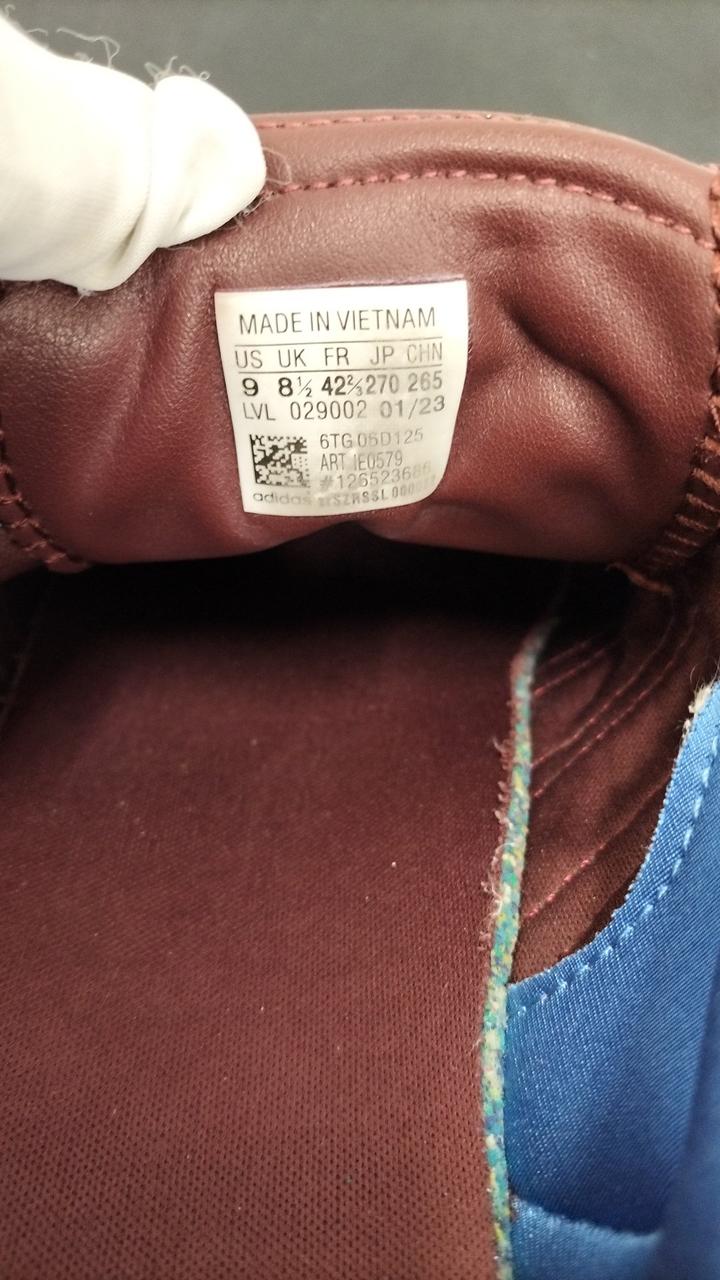 MADE IN VIETNAM
US UK FR JP CHN
9 8½ 42⅔ 270 265
LVL 029002 01/23
6TG 05D125
ART IE0579
adidas